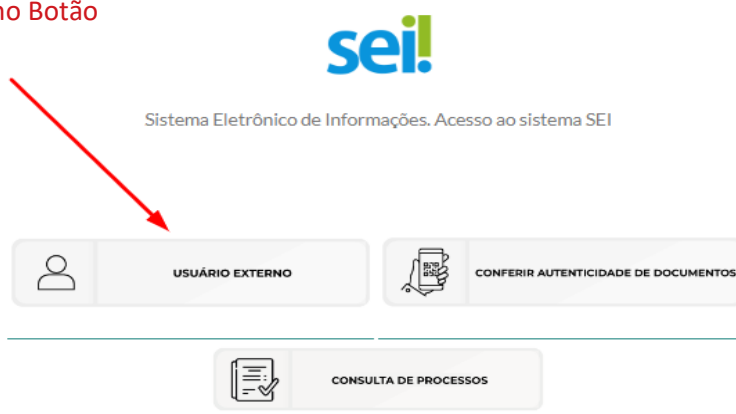 no Botão
sei!
Sistema Eletrônico de Informações. Acesso ao sistema SEI
USUÁRIO EXTERNO
CONFERIR AUTENTICIDADE DE DOCUMENTOS
CONSULTA DE PROCESSOS